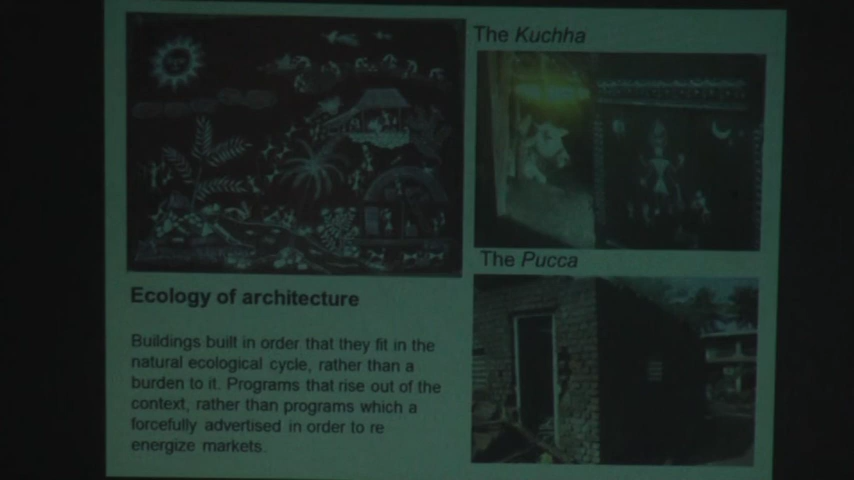 The Kuchha
The Pucca
Ecology of architecture
Buildings built in order that they fit in the
natural ecological cycle, rather than a
burden to it. Programs that rise out of the
context, rather than programs which a
forcefully advertised in order to re
energize markets.